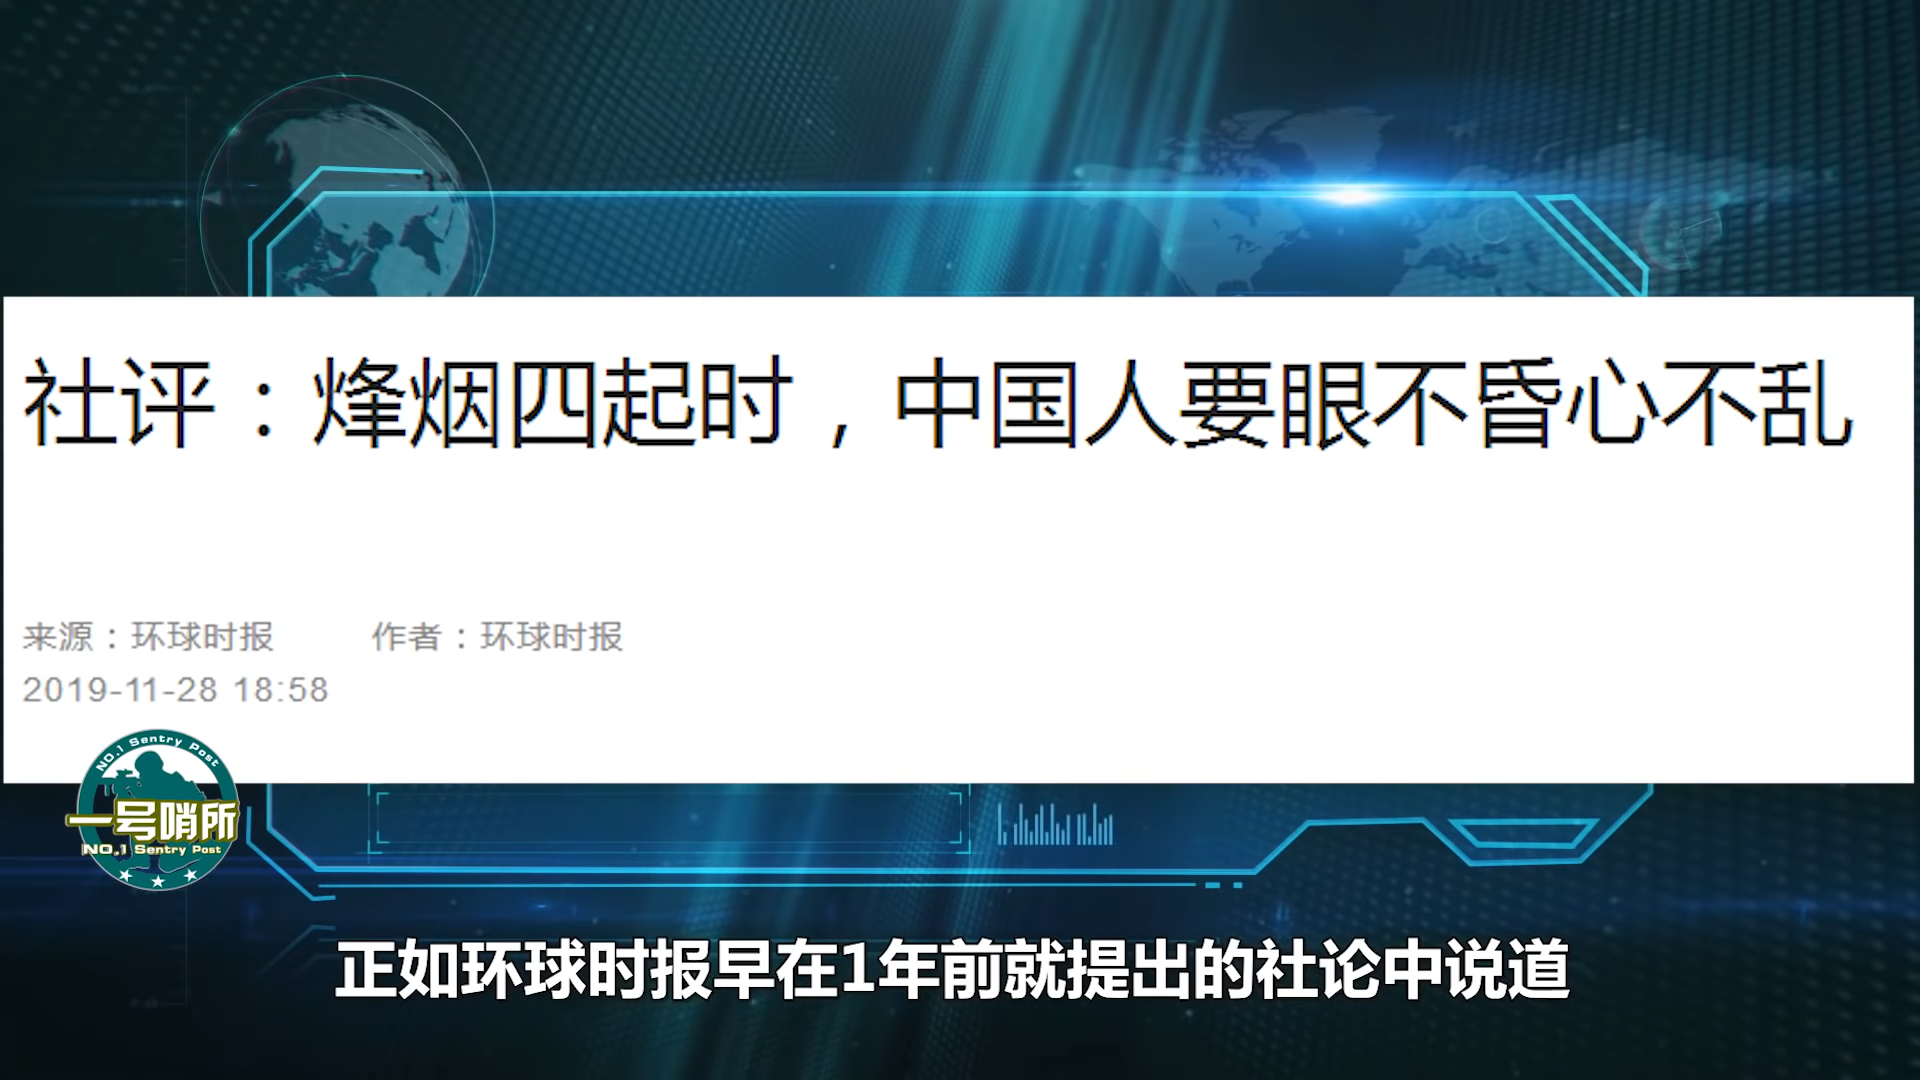 社评：烽烟四起时，中国人要眼不昏心不乱
来源：环球时报 作者：环球时报
2019-11-28 18:58
NO.1 Sentry Post
一号哨所
NO.1 Sentry Post
正如环球时报早在1年前就提出的社论中说道